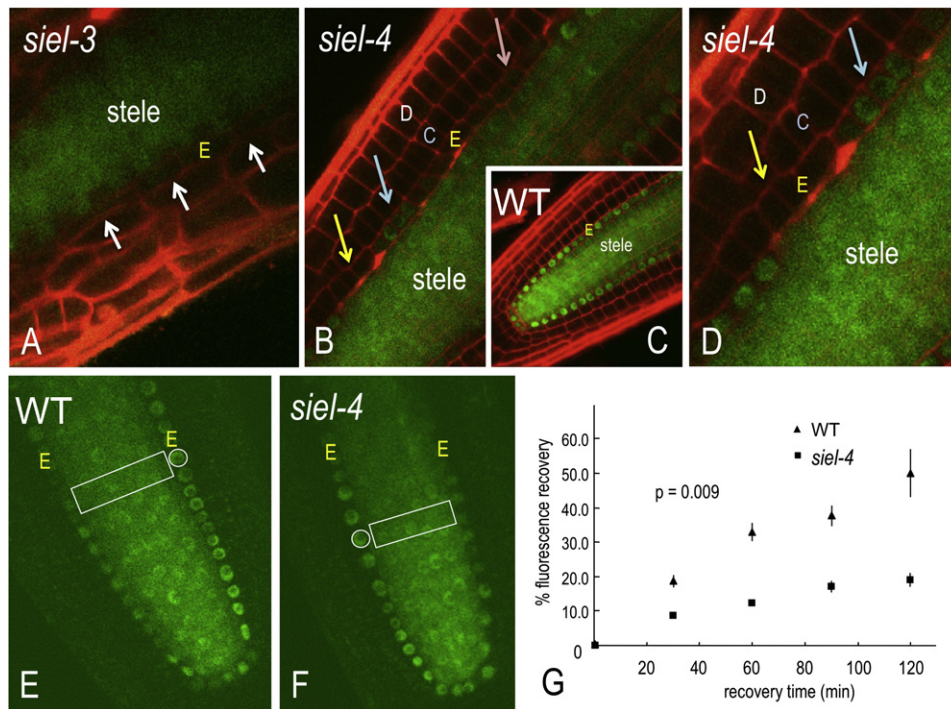 siel-3
stele
E
A
siel-4
D
C
E
stele
B
WT
E
stele
C
siel-4
D
C
E
stele
D
WT
E
E
E
siel-4
E
E
F
60.0
50.0
40.0
30.0
20.0
10.0
0
% fluorescence recovery
WT
siel-4
p = 0.009
20 40 60 80 100 120
recovery time (min)
G